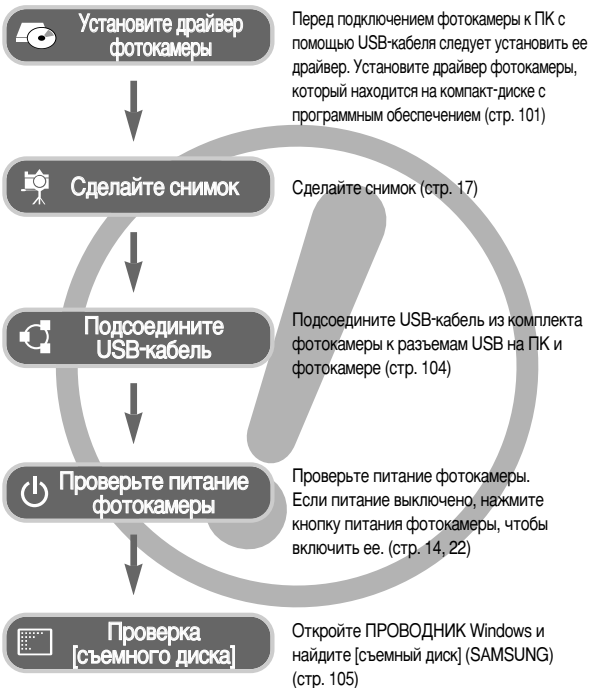 Установите драйвер
фотокамеры
Перед подключением фотокамеры к ПК с
помощью USB-кабеля следует установить ее
драйвер. Установите драйвер фотокамеры,
который находится на компакт-диске с
программным обеспечением (стр. 101)
Сделайте снимок
Сделайте снимок (стр. 17)
Подсоедините
USB-кабель
Подсоедините USB-кабель из комплекта
фотокамеры к разъемам USB на ПК и
фотокамере (стр. 104)
Проверьте питание
фотокамеры
Проверьте питание фотокамеры.
Если питание выключено, нажмите
кнопку питания фотокамеры, чтобы
включить ее. (стр. 14, 22)
Проверка
[съемного диска]
Откройте ПРОВОДНИК Windows и
найдите [съемный диск] (SAMSUNG)
(стр. 105)